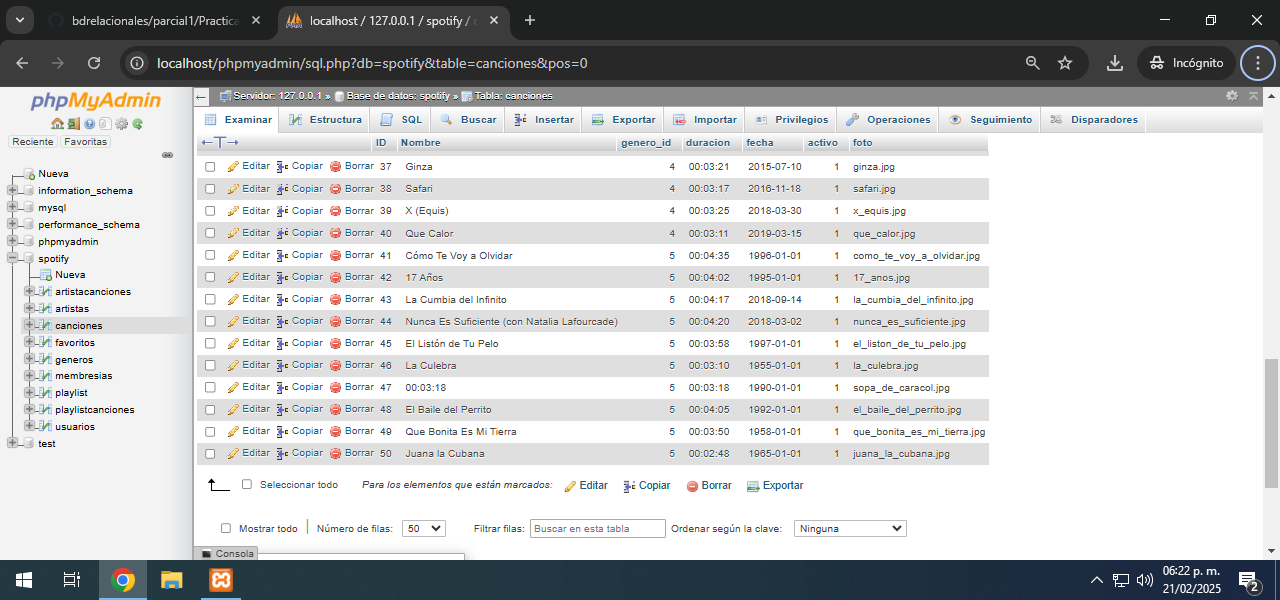 bdrelacionales/parcial1/Practica
localhost / 127.0.0.1 / spotify /
localhost/phpmyadmin/sql.php?db=spotify&table=canciones&pos=0
Incógnito
phpMyAdmin
Reciente Favoritas
Nueva
information_schema
mysql
performance_schema
phpmyadmin
spotify
Nueva
artistacanciones
artistas
canciones
favoritos
generos
membresias
playlist
playlistcanciones
usuarios
test
Servidor: 127.0.0.1 » Base de datos: spotify » Tabla: canciones
Examinar Estructura SQL Buscar Insertar Exportar Importar Privilegios Operaciones Seguimiento Disparadores
ID Nombre genero_id duracion fecha activo foto
Editar Copiar Borrar 37 Ginza 4 00:03:21 2015-07-10 1 ginza.jpg
Editar Copiar Borrar 38 Safari 4 00:03:17 2016-11-18 1 safari.jpg
Editar Copiar Borrar 39 X (Equis) 4 00:03:25 2018-03-30 1 x_equis.jpg
Editar Copiar Borrar 40 Que Calor 4 00:03:11 2019-03-15 1 que_calor.jpg
Editar Copiar Borrar 41 Cómo Te Voy a Olvidar 5 00:04:35 1996-01-01 1 como_te_voy_a_olvidar.jpg
Editar Copiar Borrar 42 17 Años 5 00:04:02 1995-01-01 1 17_anos.jpg
Editar Copiar Borrar 43 La Cumbia del Infinito 5 00:04:17 2018-09-14 1 la_cumbia_del_infinito.jpg
Editar Copiar Borrar 44 Nunca Es Suficiente (con Natalia Lafourcade) 5 00:04:20 2018-03-02 1 nunca_es_suficiente.jpg
Editar Copiar Borrar 45 El Listón de Tu Pelo 5 00:03:58 1997-01-01 1 el_liston_de_tu_pelo.jpg
Editar Copiar Borrar 46 La Culebra 5 00:03:10 1955-01-01 1 la_culebra.jpg
Editar Copiar Borrar 47 00:03:18 5 00:03:18 1990-01-01 1 sopa_de_caracol.jpg
Editar Copiar Borrar 48 El Baile del Perrito 5 00:04:05 1992-01-01 1 el_baile_del_perrito.jpg
Editar Copiar Borrar 49 Que Bonita Es Mi Tierra 5 00:03:50 1958-01-01 1 que_bonita_es_mi_tierra.jpg
Editar Copiar Borrar 50 Juana la Cubana 5 00:02:48 1965-01-01 1 juana_la_cubana.jpg
Seleccionar todo Para los elementos que están marcados: Editar Copiar Borrar Exportar
Mostrar todo Número de filas: 50 Filtrar filas: Buscar en esta tabla Ordenar según la clave: Ninguna
Consola
06:22 p. m.
21/02/2025
2